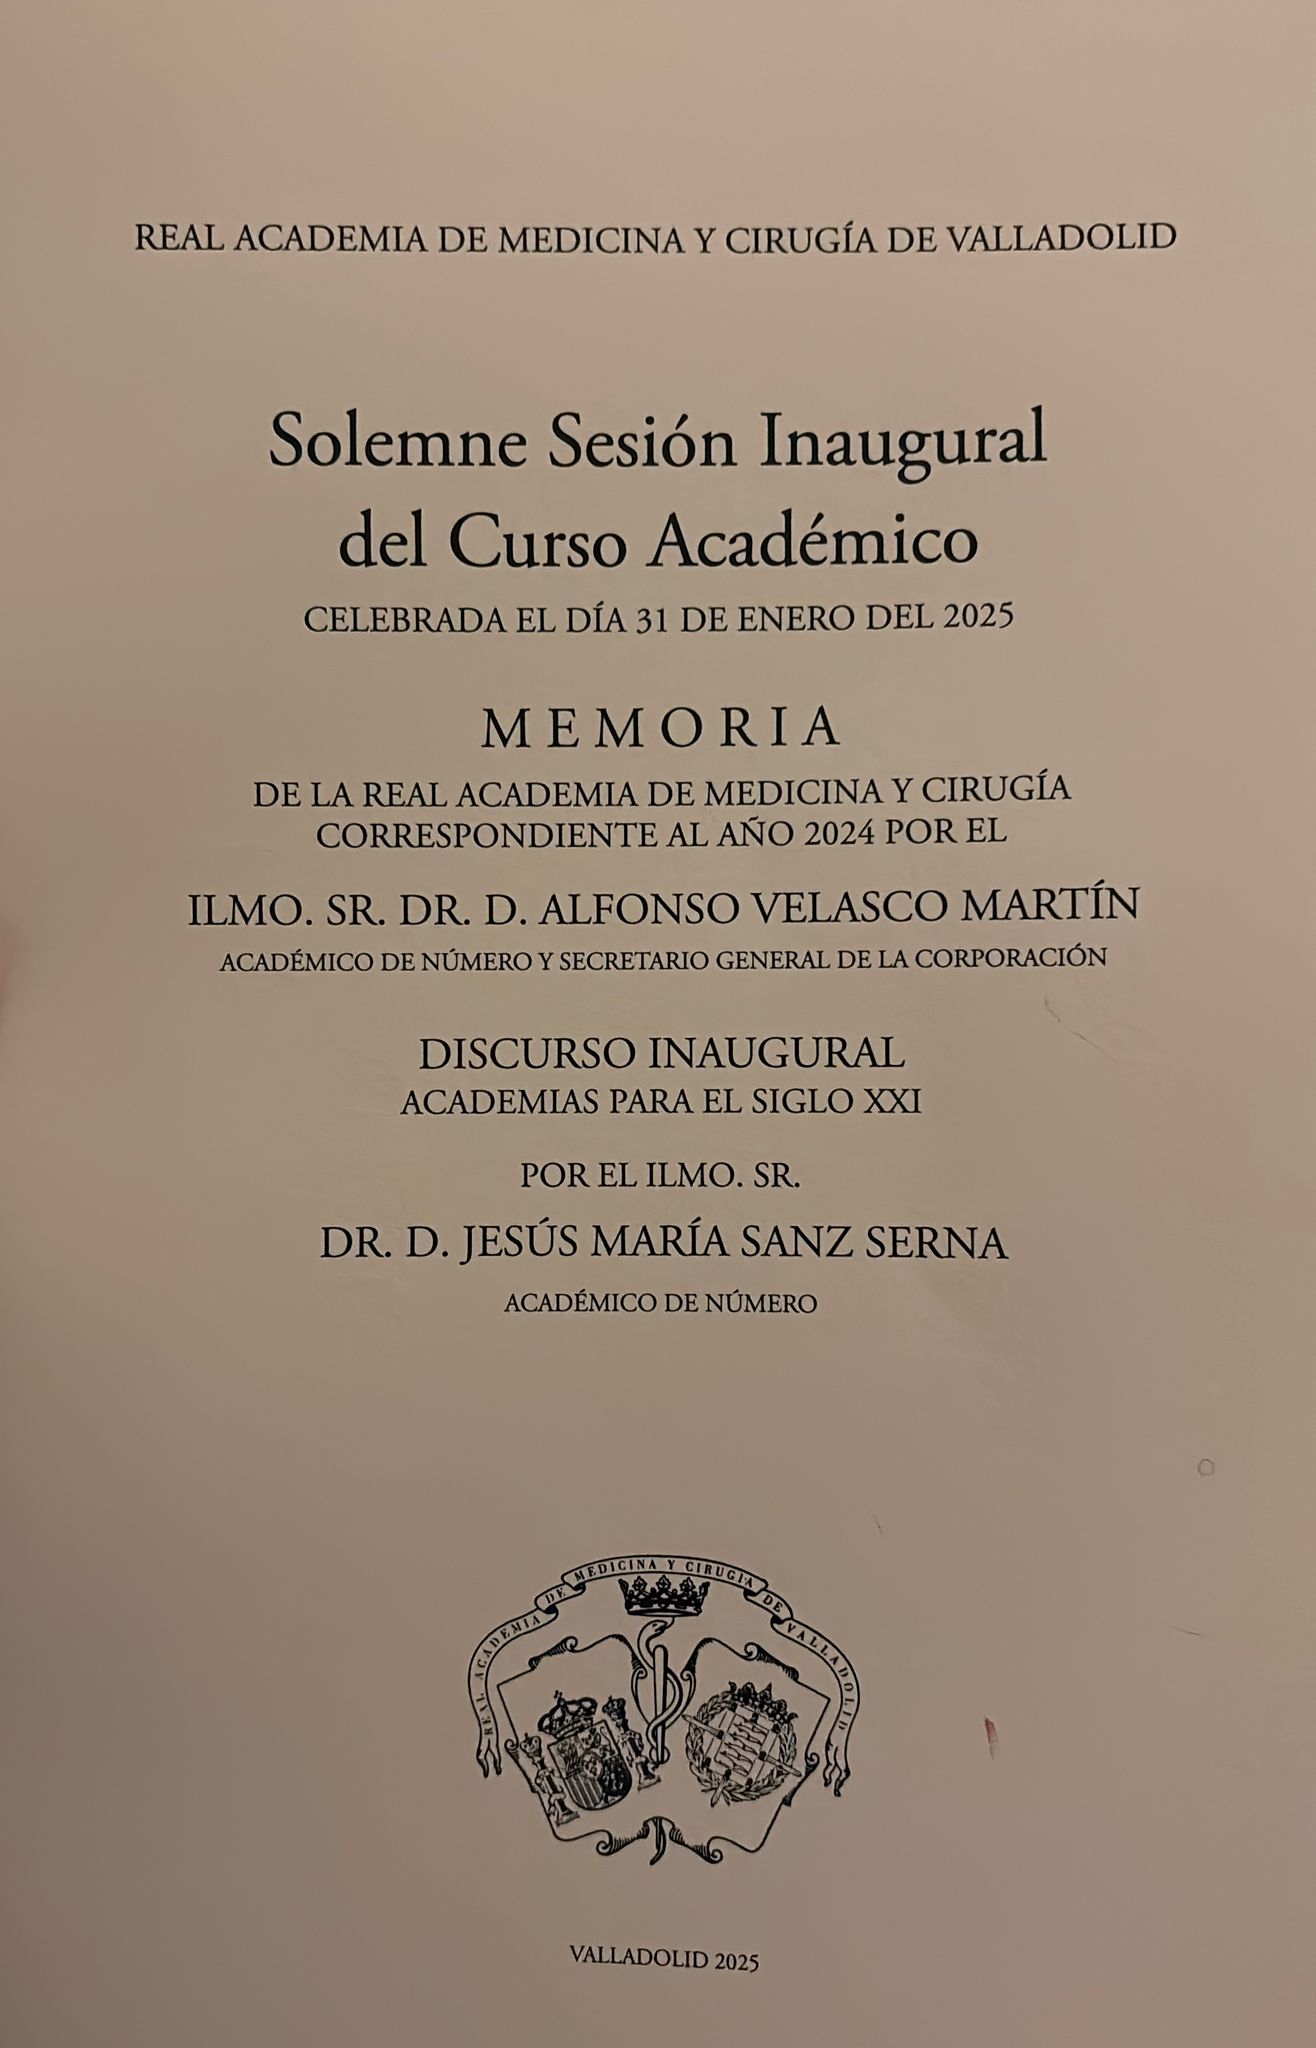 REAL ACADEMIA DE MEDICINA Y CIRUGÍA DE VALLADOLID
Solemne Sesión Inaugural
del Curso Académico
CELEBRADA EL DÍA 31 DE ENERO DEL 2025
MEMORIA
DE LA REAL ACADEMIA DE MEDICINA Y CIRUGÍA
CORRESPONDIENTE AL AÑO 2024 POR EL
ILMO. SR. DR. D. ALFONSO VELASCO MARTÍN
ACADÉMICO DE NÚMERO Y SECRETARIO GENERAL DE LA CORPORACIÓN
DISCURSO INAUGURAL
ACADEMIAS PARA EL SIGLO XXI
POR EL ILMO. SR.
DR. D. JESÚS MARÍA SANZ SERNA
ACADÉMICO DE NÚMERO
REAL ACADEMIA DE MEDICINA Y CIRUGIA DE VALLADOLID
VALLADOLID 2025